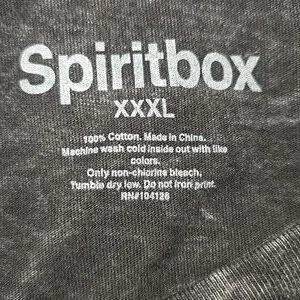 Spiritbox
XXXL
100% Cotton. Made in China.
Machine wash cold inside out with like
colors.
Only non-chlorine bleach.
Tumble dry low. Do not iron print.
RN#104126